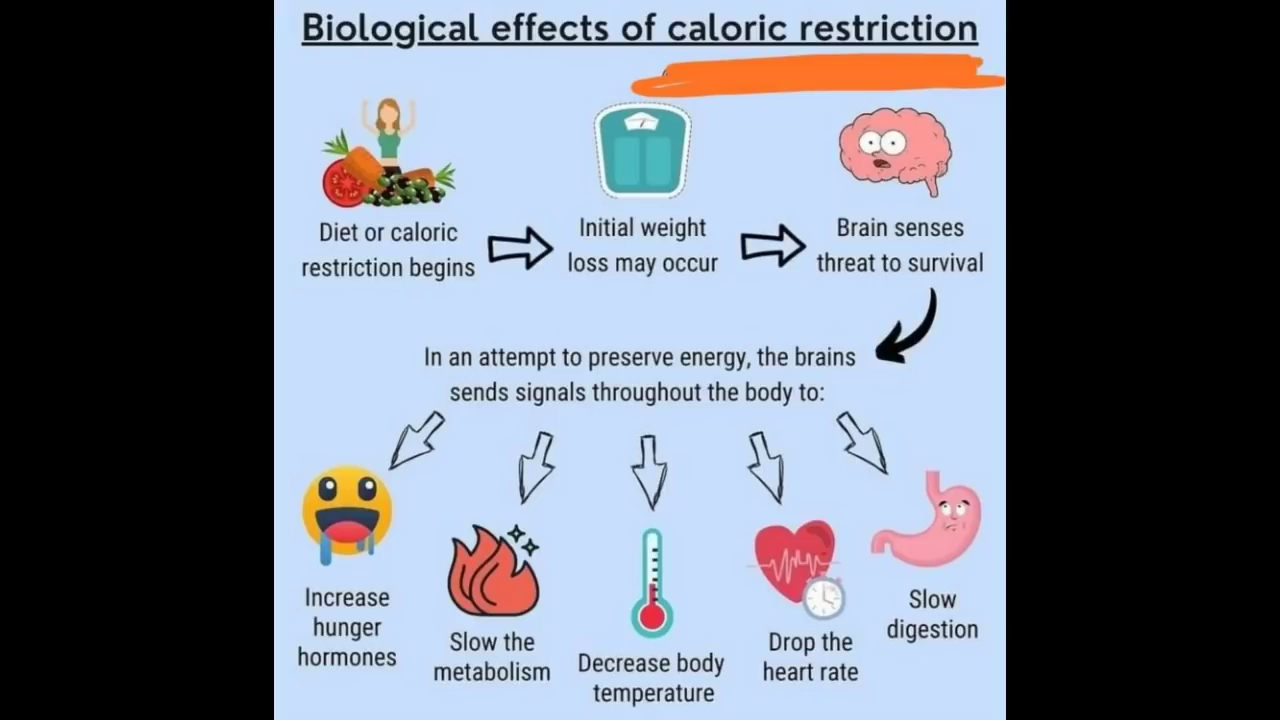 Biological effects of caloric restriction
Diet or caloric
restriction begins
Initial weight
loss may occur
Brain senses
threat to survival
In an attempt to preserve energy, the brains
sends signals throughout the body to:
Increase
hunger
hormones
Slow the
metabolism
Decrease body
temperature
Drop the
heart rate
Slow
digestion